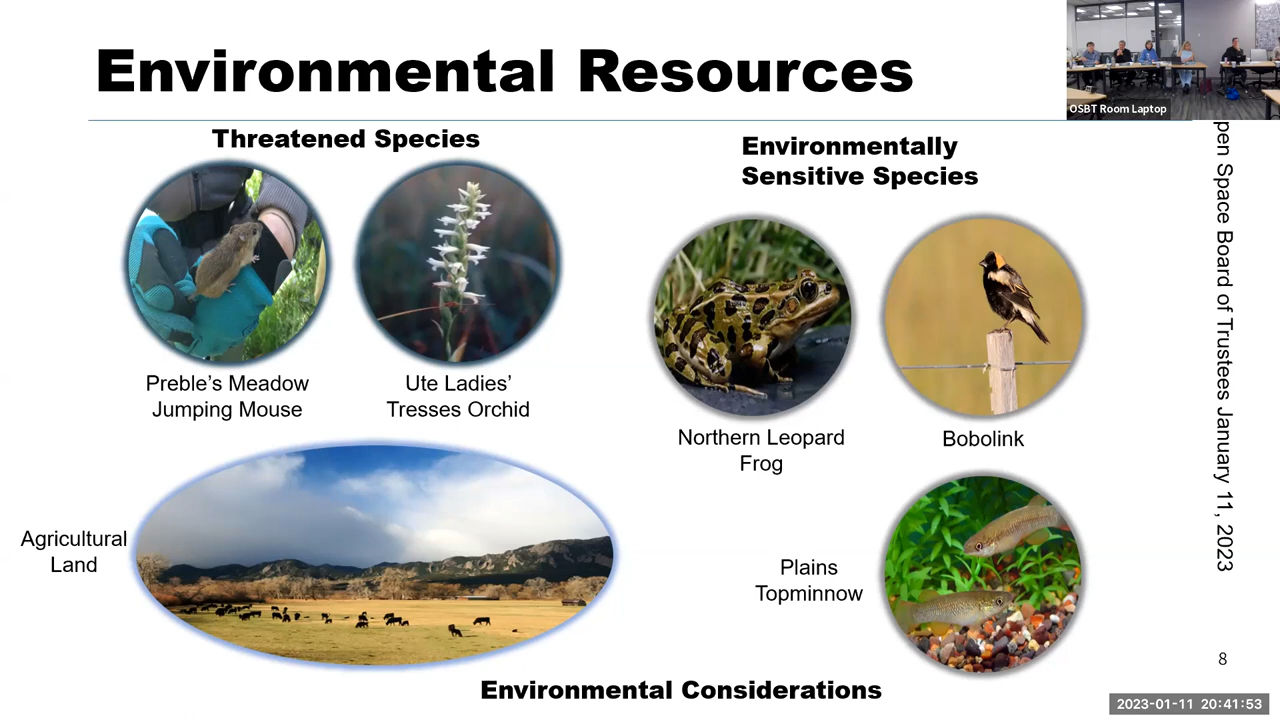 Environmental Resources
OSBT Room Laptop
Threatened Species
Environmentally
Sensitive Species
Preble’s Meadow
Jumping Mouse
Ute Ladies’
Tresses Orchid
Northern Leopard
Frog
Bobolink
Agricultural
Land
Plains
Topminnow
Environmental Considerations
pen Space Board of Trustees January 11, 2023
8
2023-01-11 20:41:53